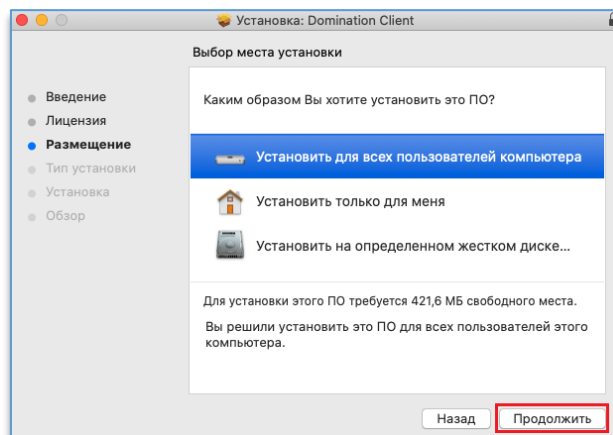 Установка: Domination Client
Выбор места установки
Введение
Лицензия
Размещение
Тип установки
Установка
Обзор
Каким образом Вы хотите установить это ПО?
Установить для всех пользователей компьютера
Установить только для меня
Установить на определенном жестком диске...
Для установки этого ПО требуется 421,6 МБ свободного места.
Вы решили установить это ПО для всех пользователей этого
компьютера.
Назад
Продолжить